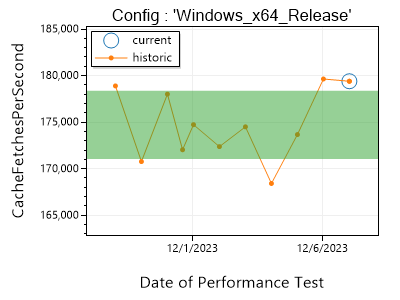 Config : 'Windows_x64_Release'
current
historic
185,000
180,000
175,000
170,000
165,000
CacheFetchesPerSecond
12/1/2023
12/6/2023
Date of Performance Test